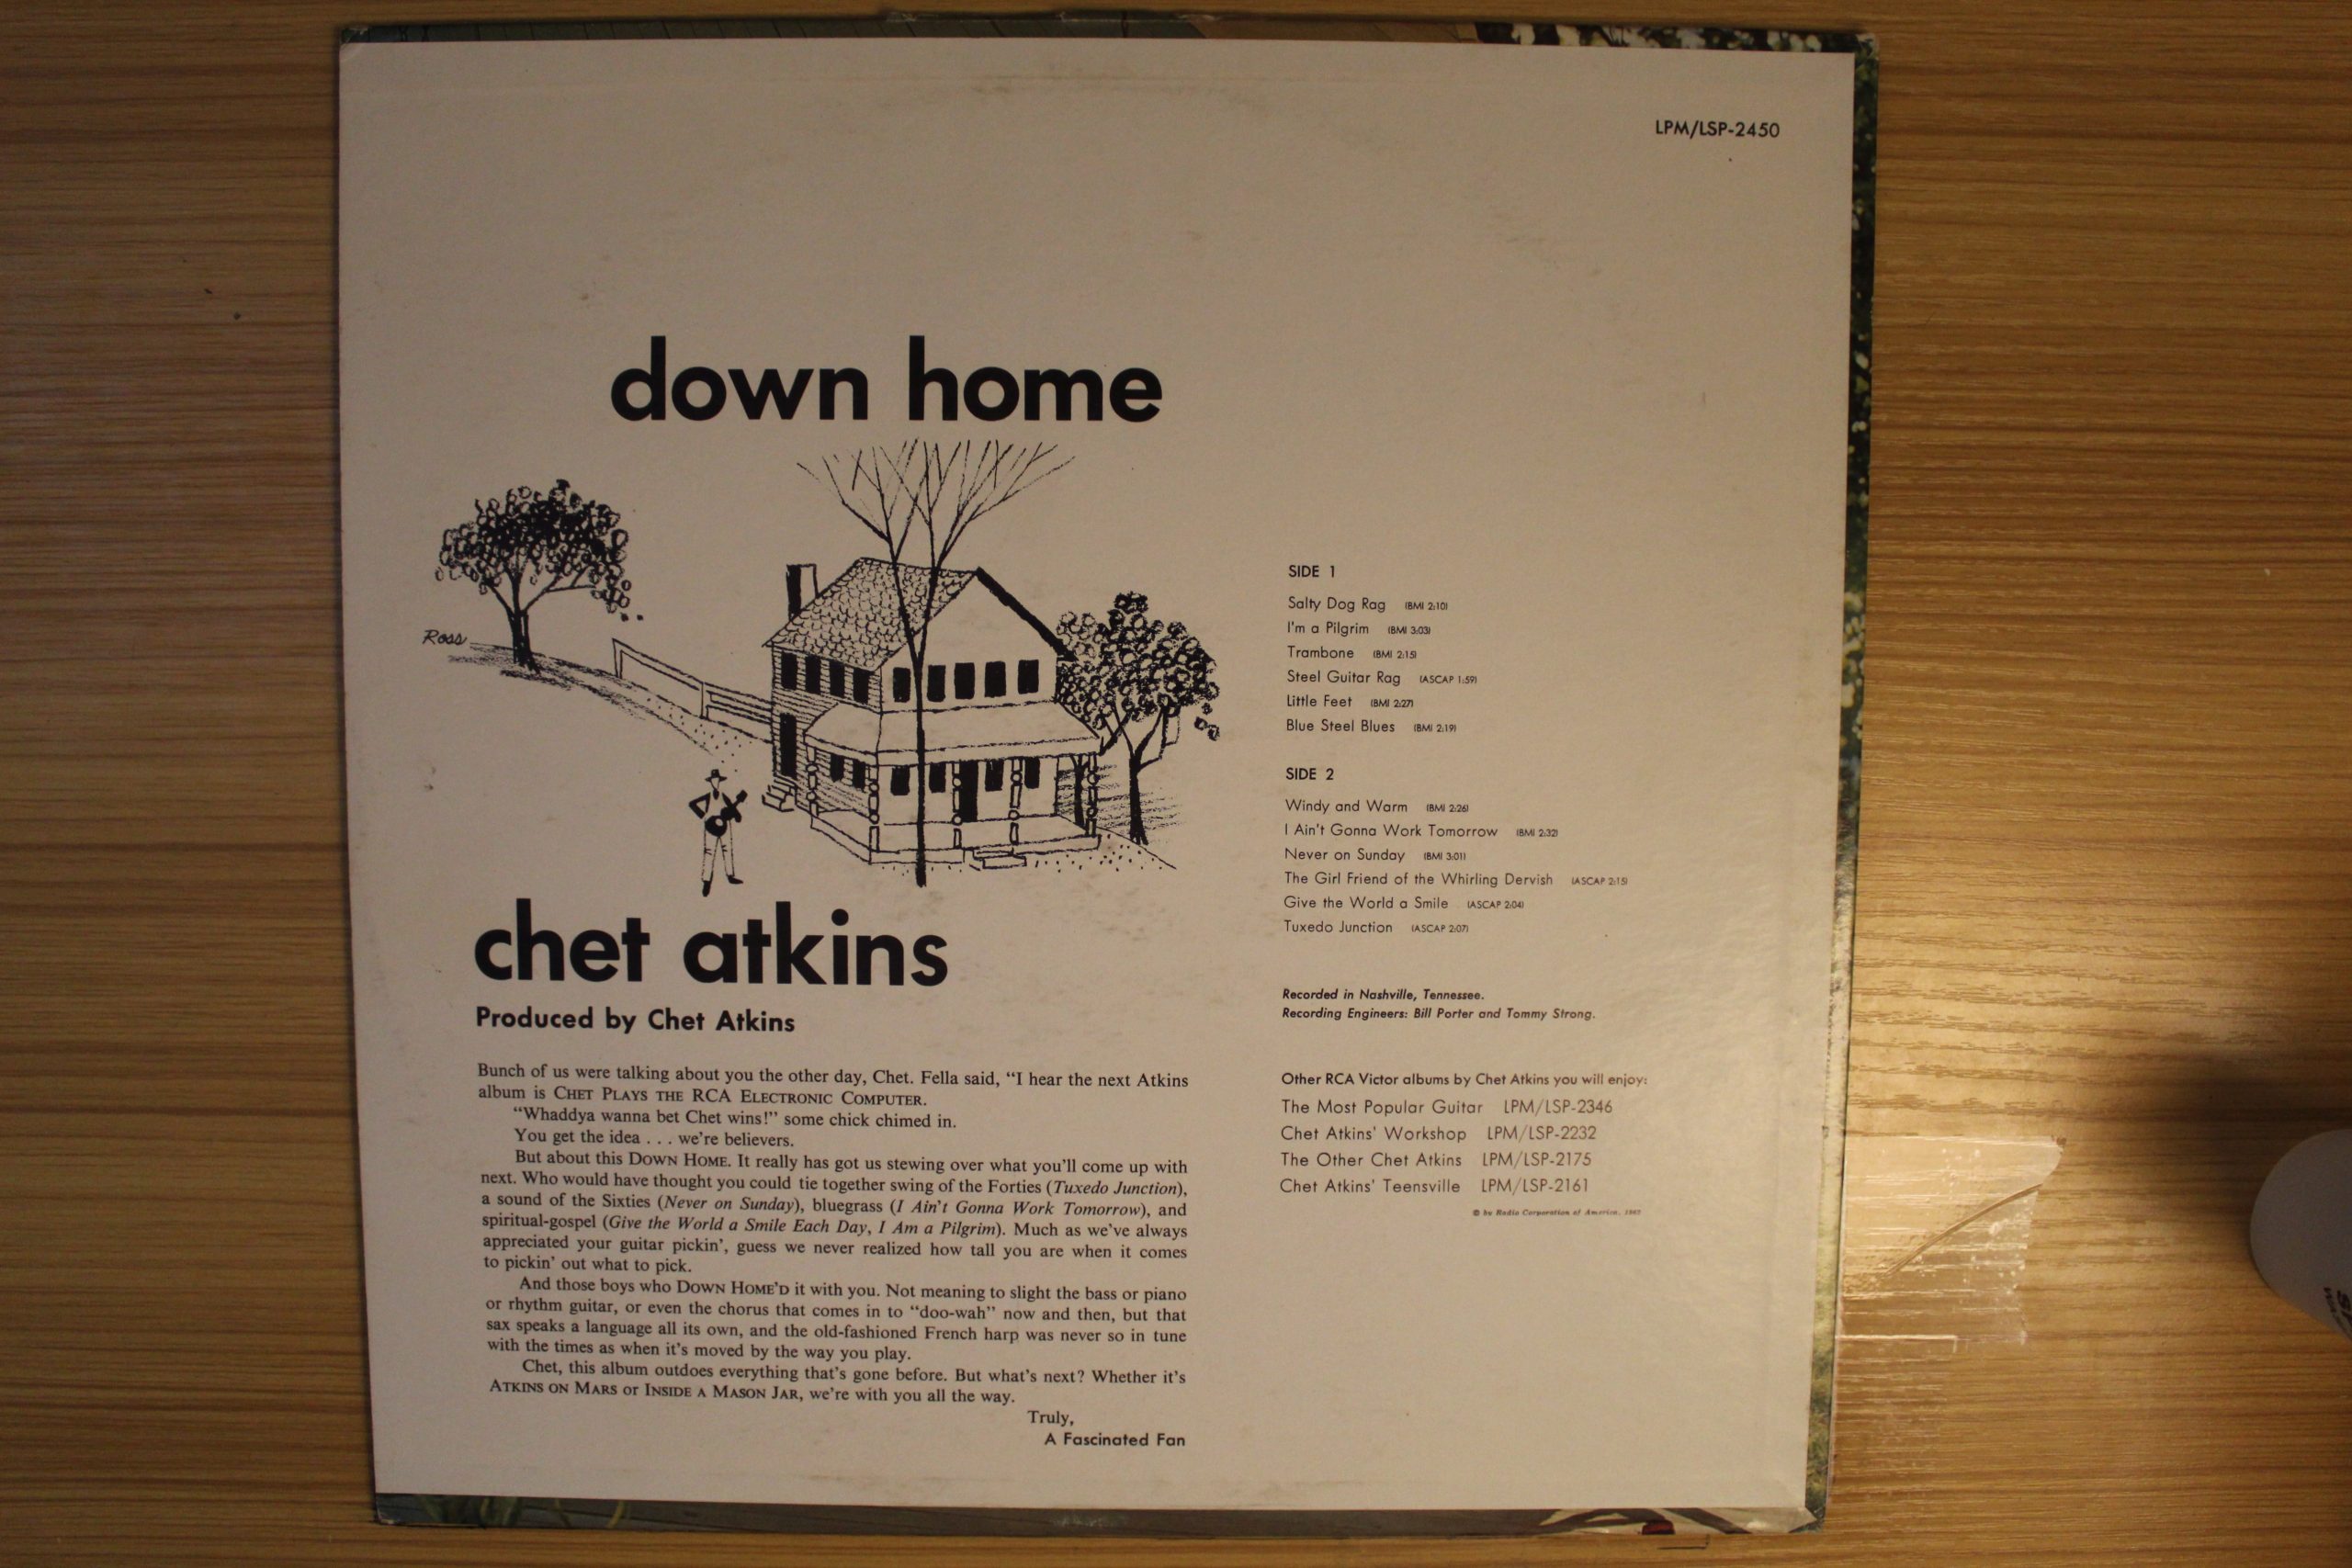 LPM/LSP-2450
down home
Ross
chet atkins
Produced by Chet Atkins
Bunch of us were talking about you the other day, Chet. Fella said, “I hear the next Atkins
album is CHET PLAYS THE RCA ELECTRONIC COMPUTER.
“Whaddya wanna bet Chet wins!” some chick chimed in.
You get the idea . . . we’re believers.
But about this DOWN HOME. It really has got us stewing over what you’ll come up with
next. Who would have thought you could tie together swing of the Forties (Tuxedo Junction),
a sound of the Sixties (Never on Sunday), bluegrass (I Ain’t Gonna Work Tomorrow), and
spiritual-gospel (Give the World a Smile Each Day, I Am a Pilgrim). Much as we’ve always
appreciated your guitar pickin’, guess we never realized how tall you are when it comes
to pickin’ out what to pick.
And those boys who DOWN HOME’D it with you. Not meaning to slight the bass or piano
or rhythm guitar, or even the chorus that comes in to “doo-wah” now and then, but that
sax speaks a language all its own, and the old-fashioned French harp was never so in tune
with the times as when it’s moved by the way you play.
Chet, this album outdoes everything that’s gone before. But what’s next? Whether it’s
ATKINS ON MARS or INSIDE A MASON JAR, we’re with you all the way.
Truly,
A Fascinated Fan
SIDE 1
Salty Dog Rag (BMI 2:10)
I'm a Pilgrim (BMI 3:03)
Trambone (BMI 2:15)
Steel Guitar Rag (ASCAP 1:59)
Little Feet (BMI 2:27)
Blue Steel Blues (BMI 2:19)
SIDE 2
Windy and Warm (BMI 2:26)
I Ain't Gonna Work Tomorrow (BMI 2:32)
Never on Sunday (BMI 3:01)
The Girl Friend of the Whirling Dervish (ASCAP 2:15)
Give the World a Smile (ASCAP 2:04)
Tuxedo Junction (ASCAP 2:07)
Recorded in Nashville, Tennessee.
Recording Engineers: Bill Porter and Tommy Strong.
Other RCA Victor albums by Chet Atkins you will enjoy:
The Most Popular Guitar LPM/LSP-2346
Chet Atkins' Workshop LPM/LSP-2232
The Other Chet Atkins LPM/LSP-2175
Chet Atkins' Teensville LPM/LSP-2161
© by Radio Corporation of America, 1962